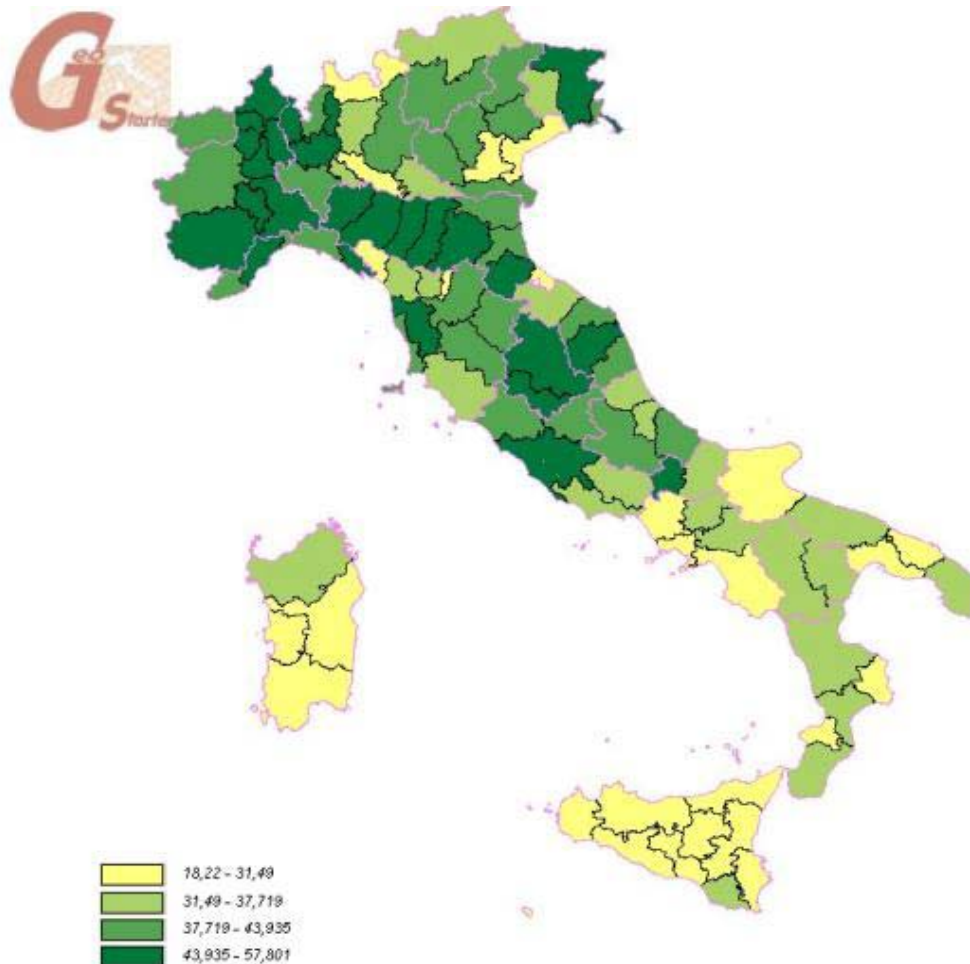 Geo
Starter
18,22 - 31,49
31,49 - 37,719
37,719 - 43,935
43,935 - 57,801